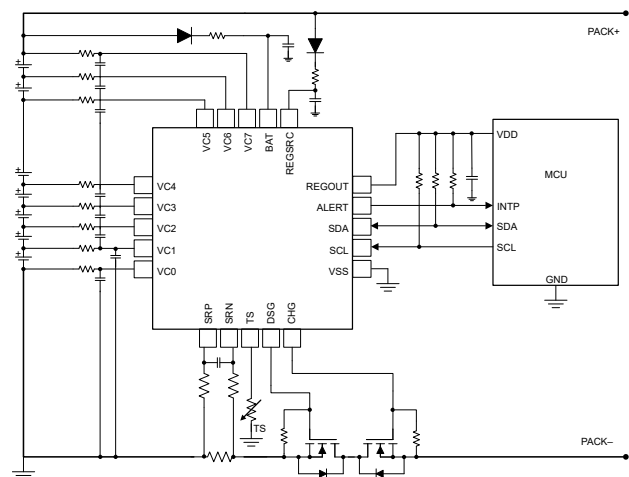 PACK+
VC5
VC6
VC7
BAT
REGSRC
VC4
VC3
VC2
VC1
VC0
REGOUT
ALERT
SDA
SCL
VSS
SRP
SRN
TS
DSG
CHG
VDD
MCU
INTP
SDA
SCL
GND
TS
PACK–
+
+
+
+
+
+
+